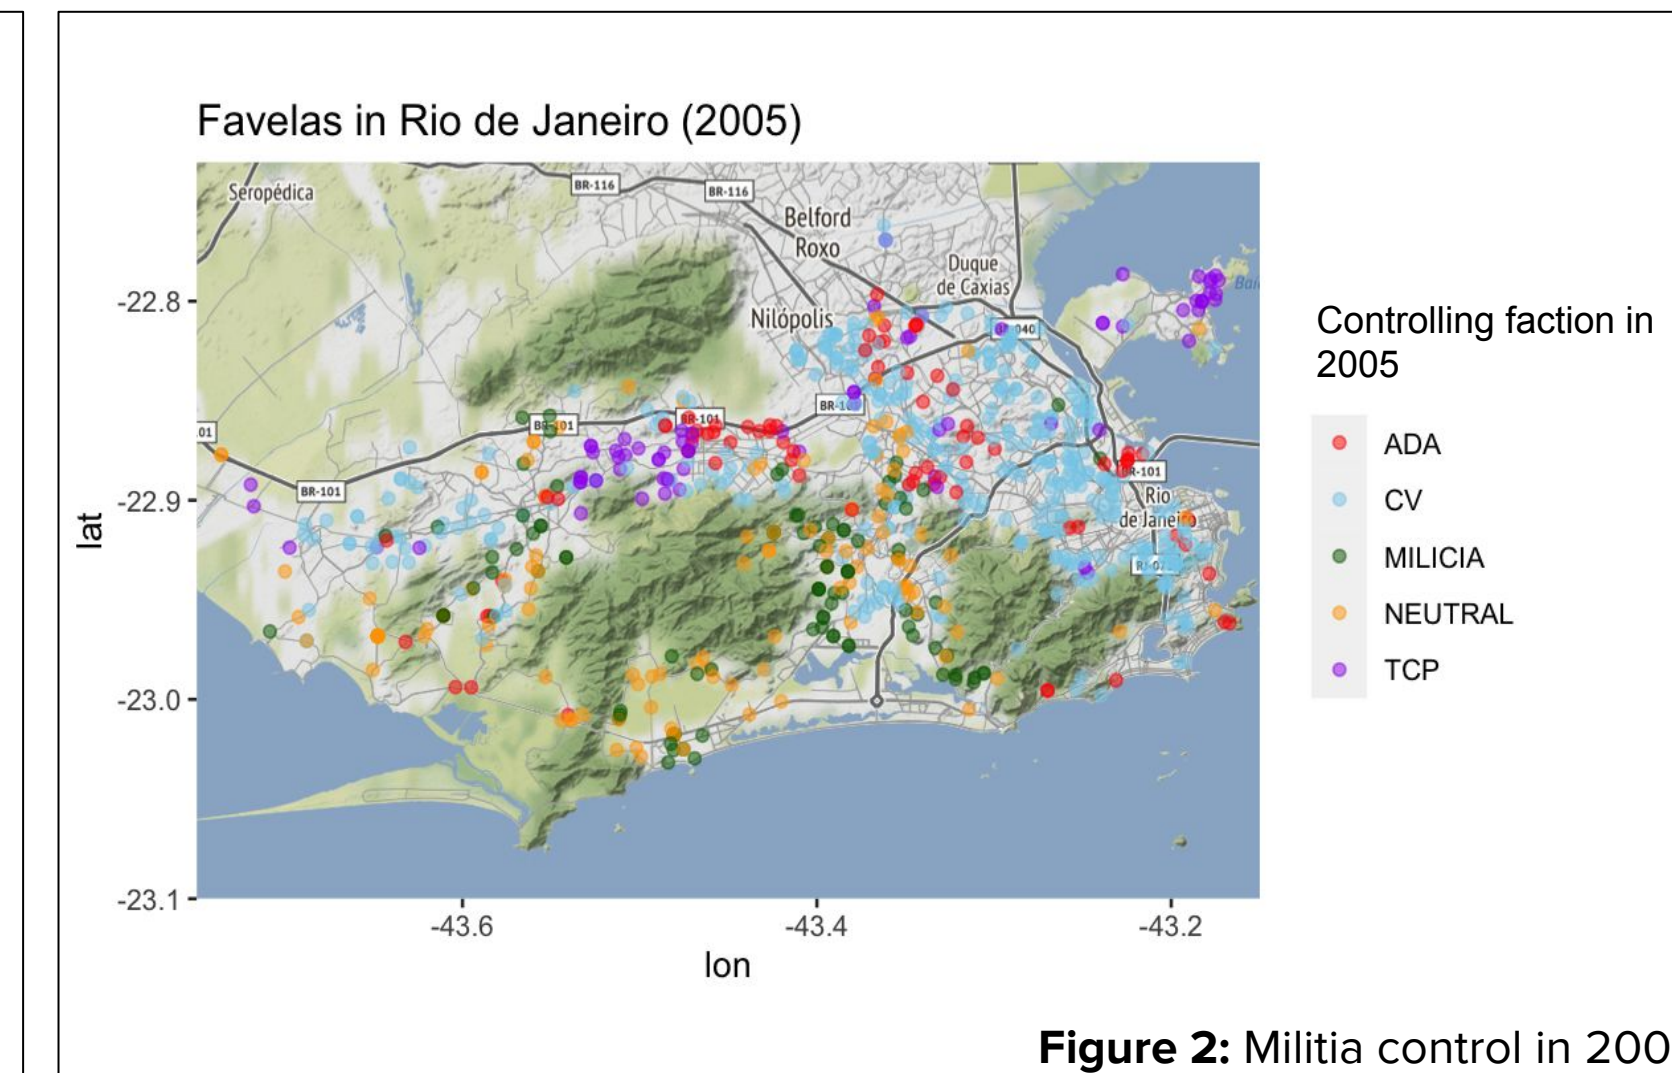 Favelas in Rio de Janeiro (2005)
Seropédica
BR-116
BR-116
Belford
Roxo
Duque
de Caxias
Nilópolis
-22.8
-22.9
-23.0
-23.1
lat
BR-101
BR-101
BR-101
01
BR-101
Rio
de Janeiro
-43.6
-43.4
-43.2
lon
Controlling faction in
2005
ADA
CV
MILICIA
NEUTRAL
TCP
Figure 2: Militia control in 200